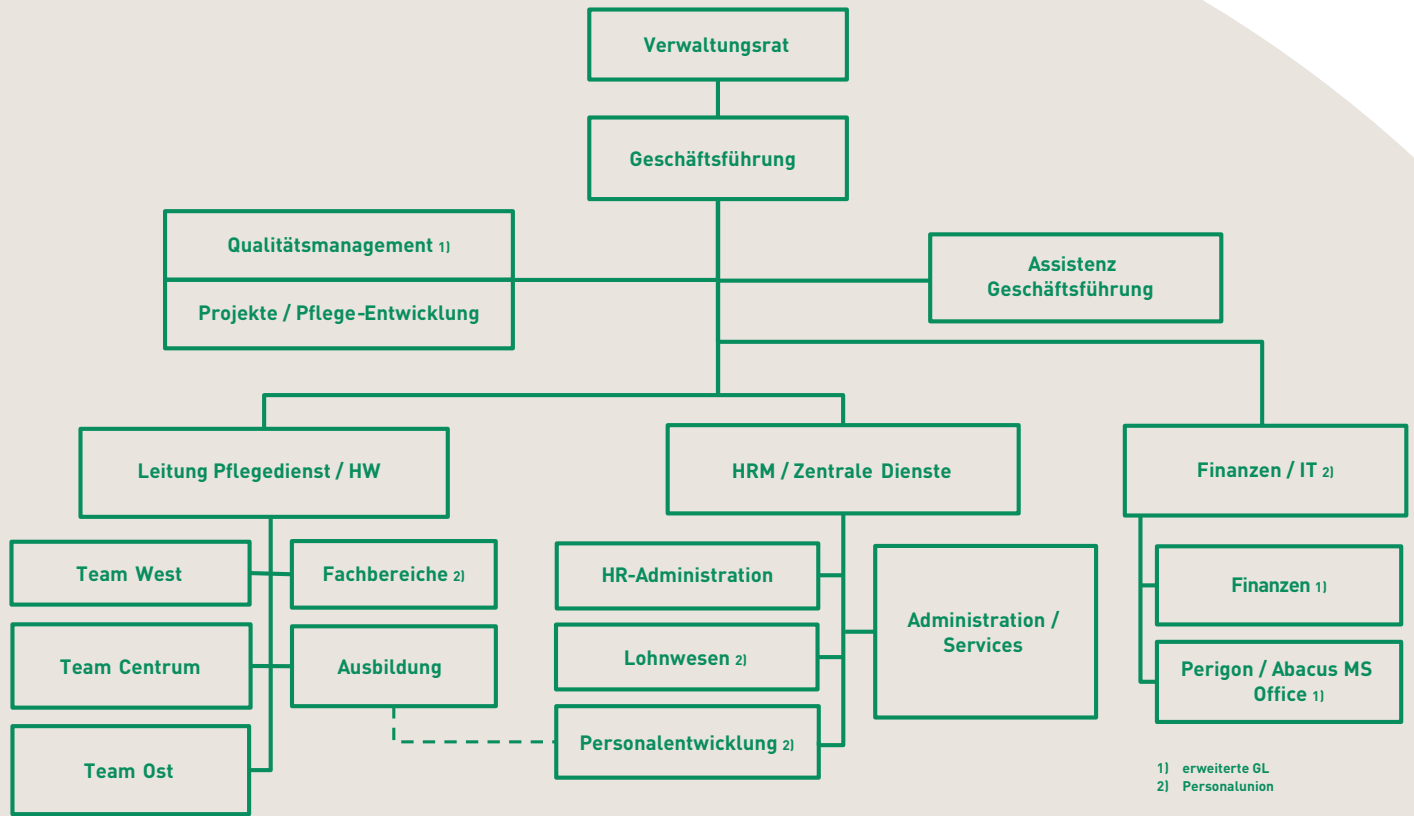 Verwaltungsrat
Geschäftsführung
Qualitätsmanagement 1)
Projekte / Pflege-Entwicklung
Assistenz
Geschäftsführung
Leitung Pflegedienst / HW
HRM / Zentrale Dienste
Finanzen / IT 2)
Team West
Fachbereiche 2)
Team Centrum
Ausbildung
Team Ost
HR-Administration
Lohnwesen 2)
Personalentwicklung 2)
Administration /
Services
Finanzen 1)
Perigon / Abacus MS
Office 1)
1) erweiterte GL
2) Personalunion